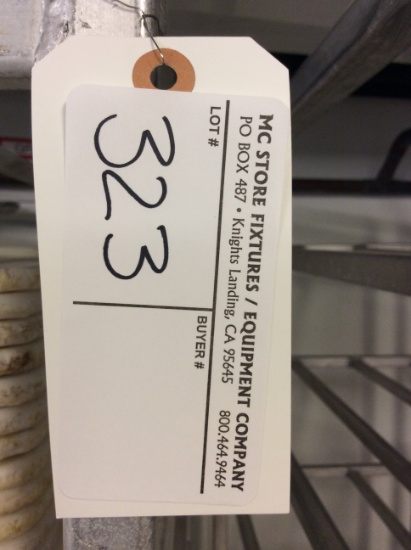 MC STORE FIXTURES / EQUIPMENT COMPANY
PO BOX 487 • Knights Landing, CA 95645 800.464.9464
LOT # BUYER #
323